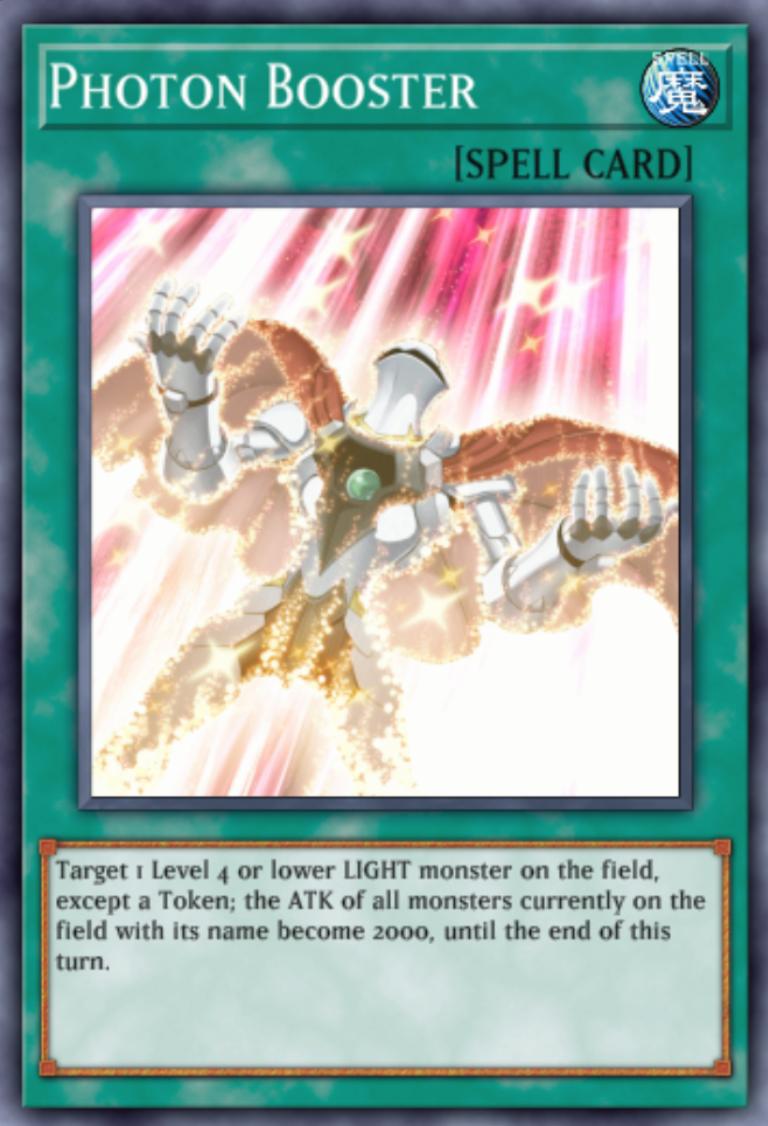 Photon Booster
SPELL
魔
[SPELL CARD]
Target 1 Level 4 or lower LIGHT monster on the field,
except a Token; the ATK of all monsters currently on the
field with its name become 2000, until the end of this
turn.